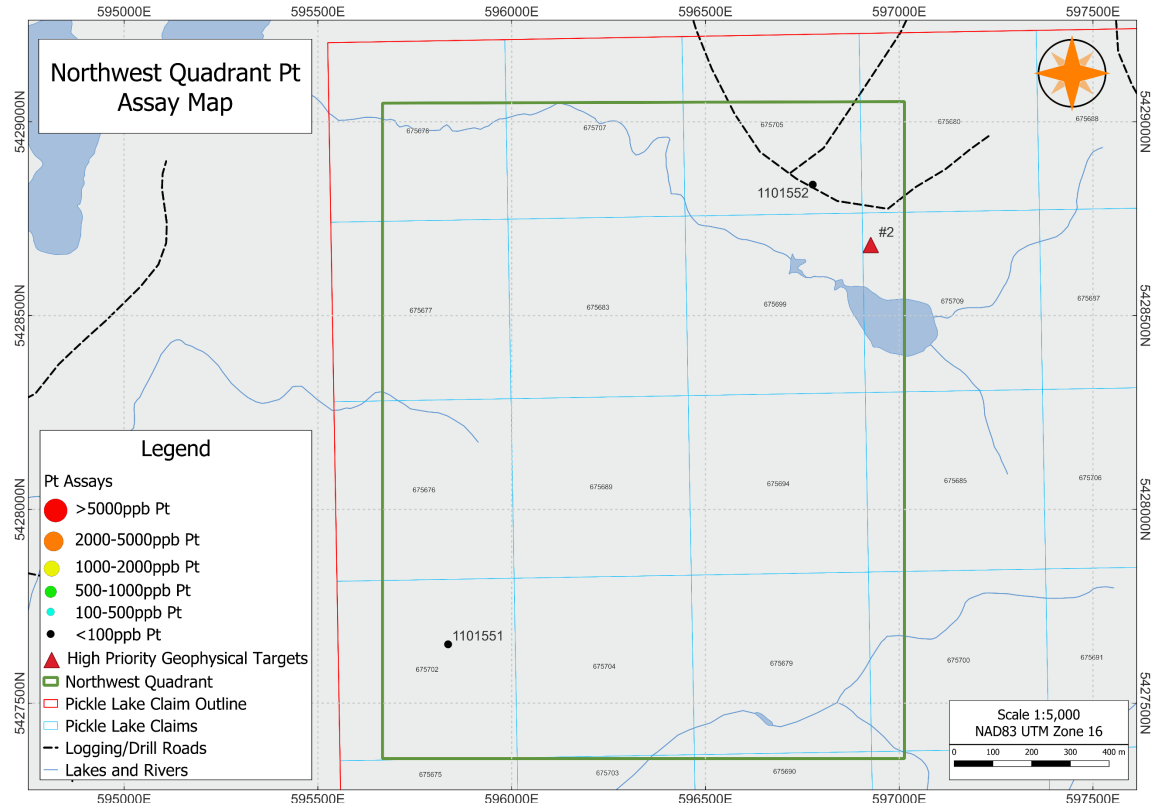 595000E 595500E 596000E 596500E 597000E 597500E
Northwest Quadrant Pt
Assay Map
5429000N
5428500N
5428000N
5427500N
5429000N
5428500N
5428000N
5427500N
675678 675707 675705 675680 675688
1101552
#2
675677 675683 675699 675709 675687
675676 675689 675694 675685 675706
1101551
675702 675704 675679 675700 675691
675675 675703 675690
Legend
Pt Assays
>5000ppb Pt
2000-5000ppb Pt
1000-2000ppb Pt
500-1000ppb Pt
100-500ppb Pt
<100ppb Pt
High Priority Geophysical Targets
Northwest Quadrant
Pickle Lake Claim Outline
Pickle Lake Claims
Logging/Drill Roads
Lakes and Rivers
Scale 1:5,000
NAD83 UTM Zone 16
0 100 200 300 400 m
595000E 595500E 596000E 596500E 597000E 597500E